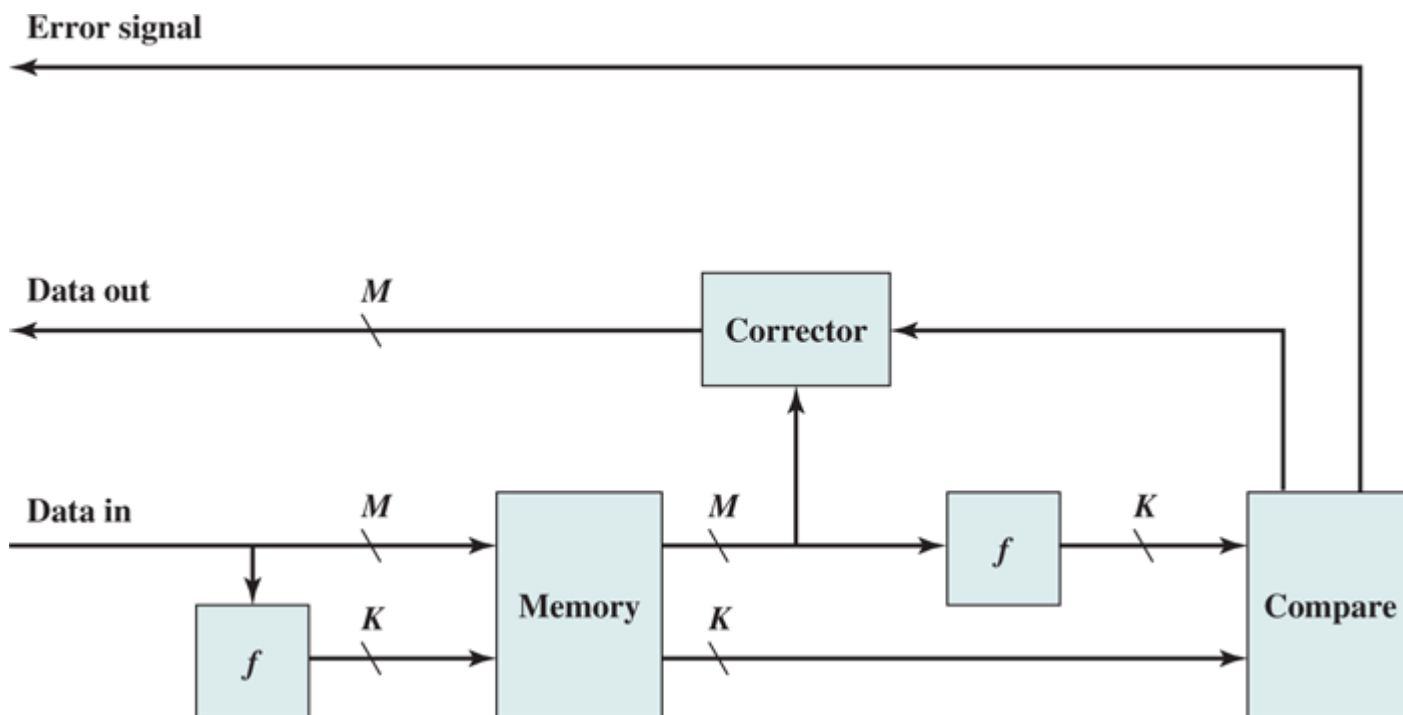 Error signal
Data out
M
Corrector
Data in
M
M
K
f
Memory
Compare
K
K
f